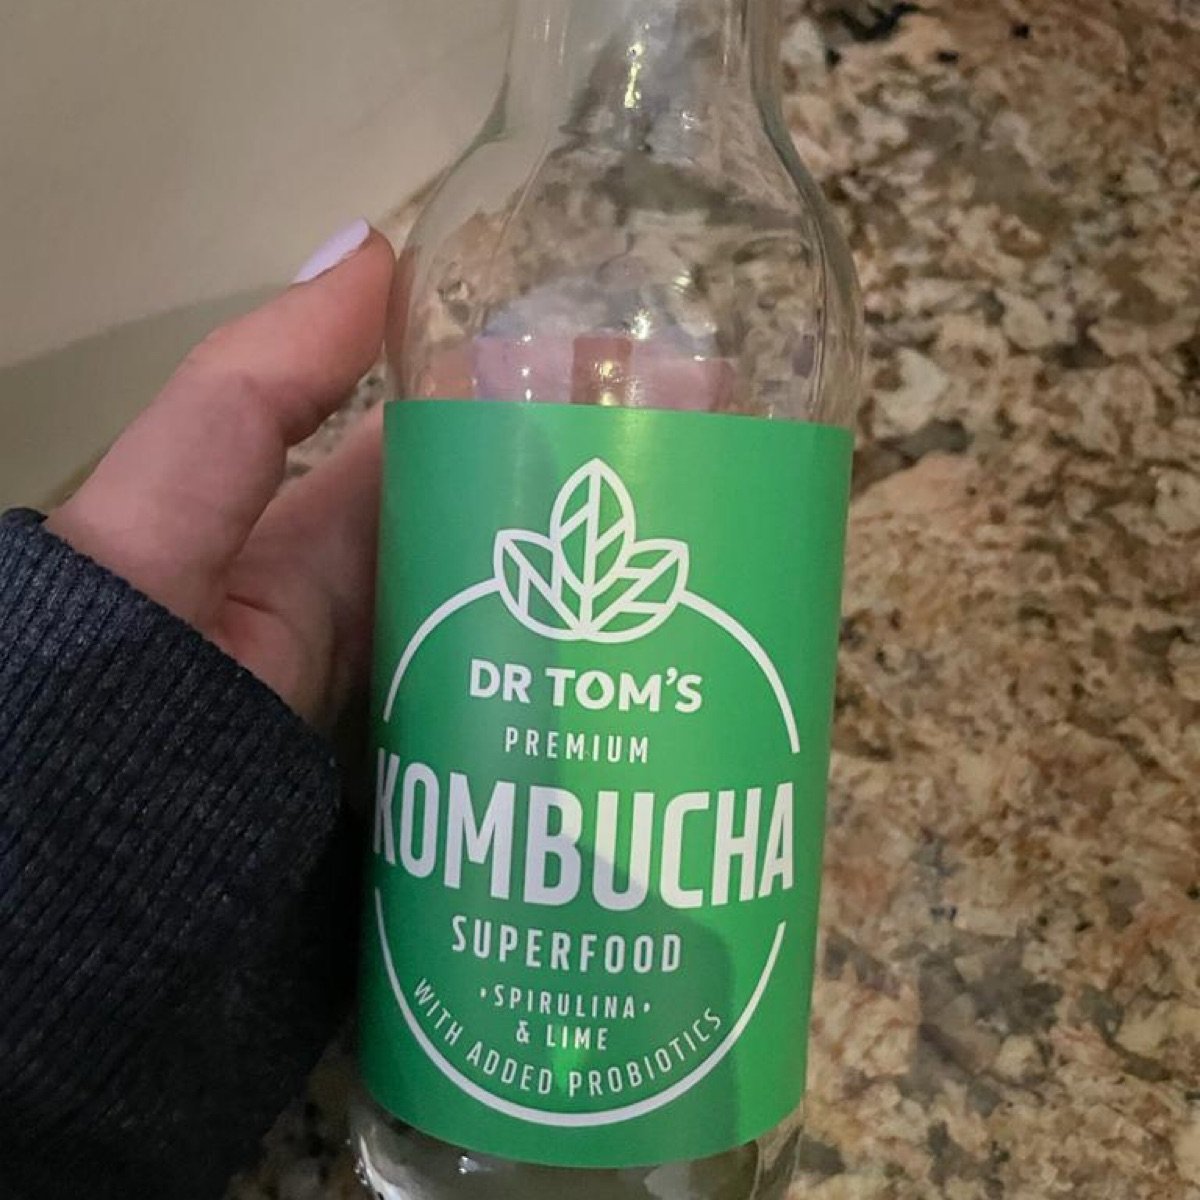 DR TOM'S
PREMIUM
KOMBUCHA
SUPERFOOD
•SPIRULINA•
& LIME
WITH ADDED PROBIOTICS